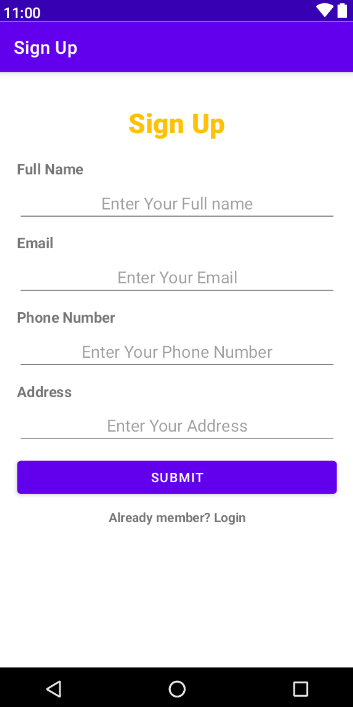 11:00
Sign Up
Sign Up
Full Name
Enter Your Full name
Email
Enter Your Email
Phone Number
Enter Your Phone Number
Address
Enter Your Address
SUBMIT
Already member? Login